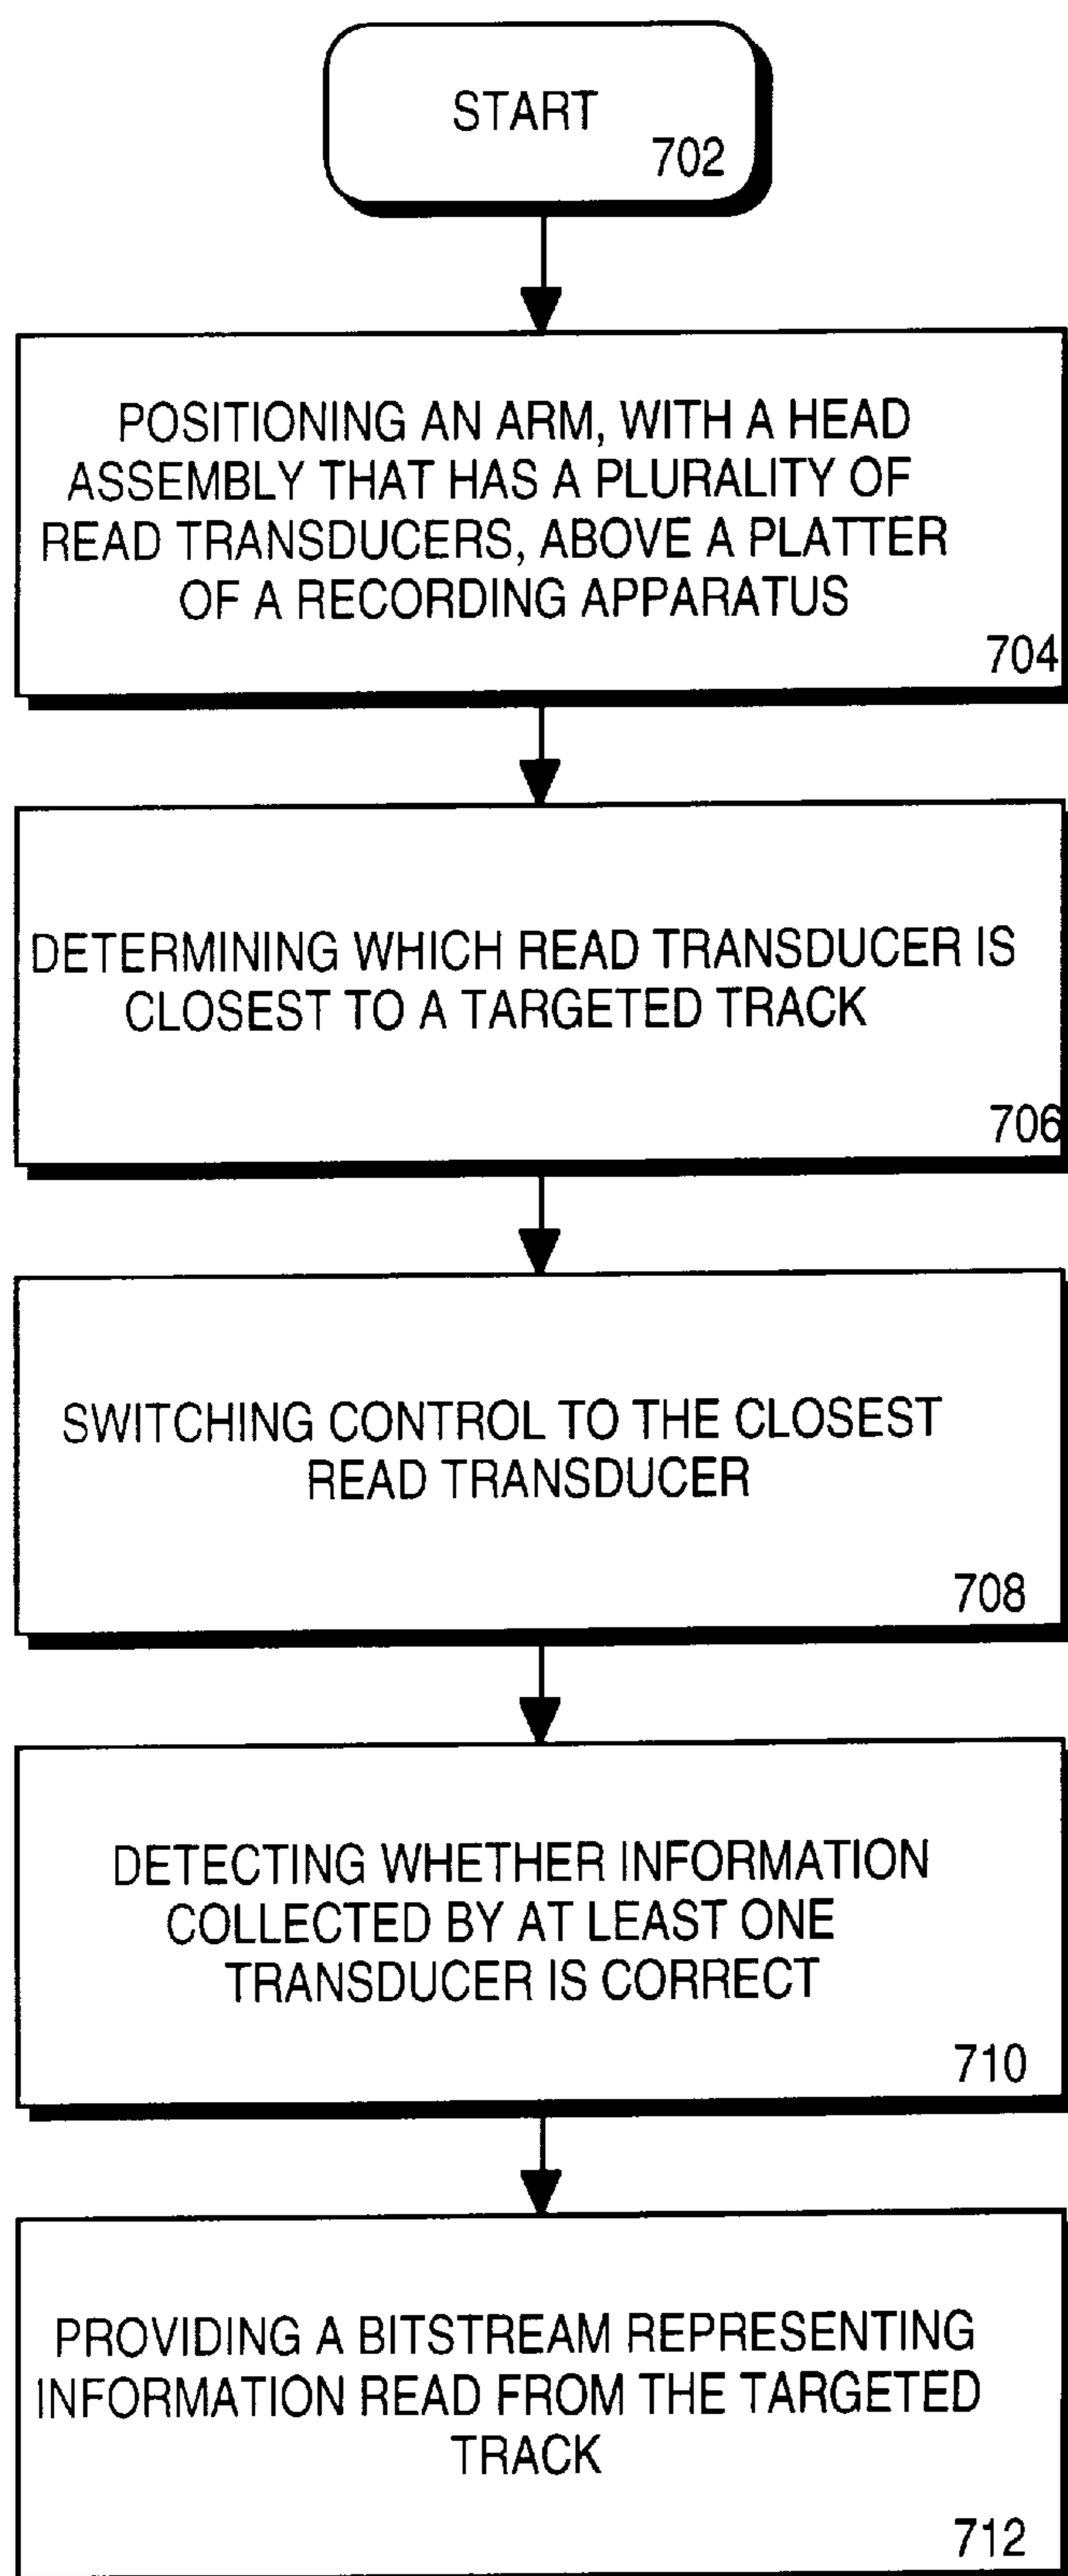 START
702
POSITIONING AN ARM, WITH A HEAD
ASSEMBLY THAT HAS A PLURALITY OF
READ TRANSDUCERS, ABOVE A PLATTER
OF A RECORDING APPARATUS
704
DETERMINING WHICH READ TRANSDUCER IS
CLOSEST TO A TARGETED TRACK
706
SWITCHING CONTROL TO THE CLOSEST
READ TRANSDUCER
708
DETECTING WHETHER INFORMATION
COLLECTED BY AT LEAST ONE
TRANSDUCER IS CORRECT
710
PROVIDING A BITSTREAM REPRESENTING
INFORMATION READ FROM THE TARGETED
TRACK
712